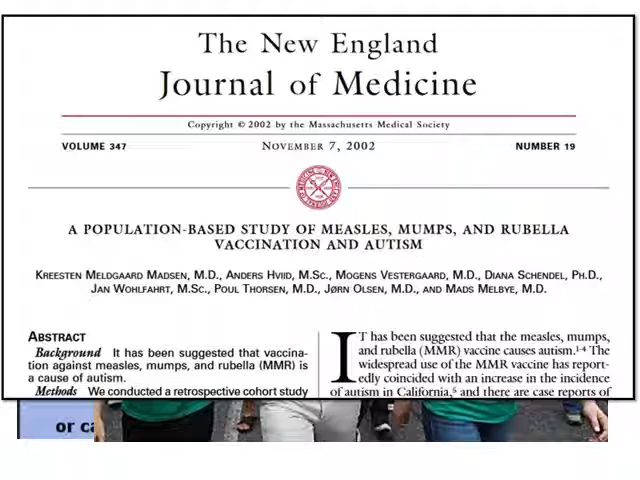 The New England
Journal of Medicine
Copyright © 2002 by the Massachusetts Medical Society
VOLUME 347
NOVEMBER 7, 2002
NUMBER 19
A POPULATION-BASED STUDY OF MEASLES, MUMPS, AND RUBELLA
VACCINATION AND AUTISM
KREESTEN MELDGAARD MADSEN, M.D., ANDERS HVIID, M.SC., MOGENS VESTERGAARD, M.D., DIANA SCHENDEL, PH.D.,
JAN WOHLFAHRT, M.SC., POUL THORSEN, M.D., JØRN OLSEN, M.D., AND MADS MELBYE, M.D.
ABSTRACT
Background It has been suggested that vaccina-
tion against measles, mumps, and rubella (MMR) is
a cause of autism.
Methods We conducted a retrospective cohort study
IT has been suggested that the measles, mumps,
and rubella (MMR) vaccine causes autism.1-4 The
widespread use of the MMR vaccine has report-
edly coincided with an increase in the incidence
of autism in California,5 and there are case reports of
or ca